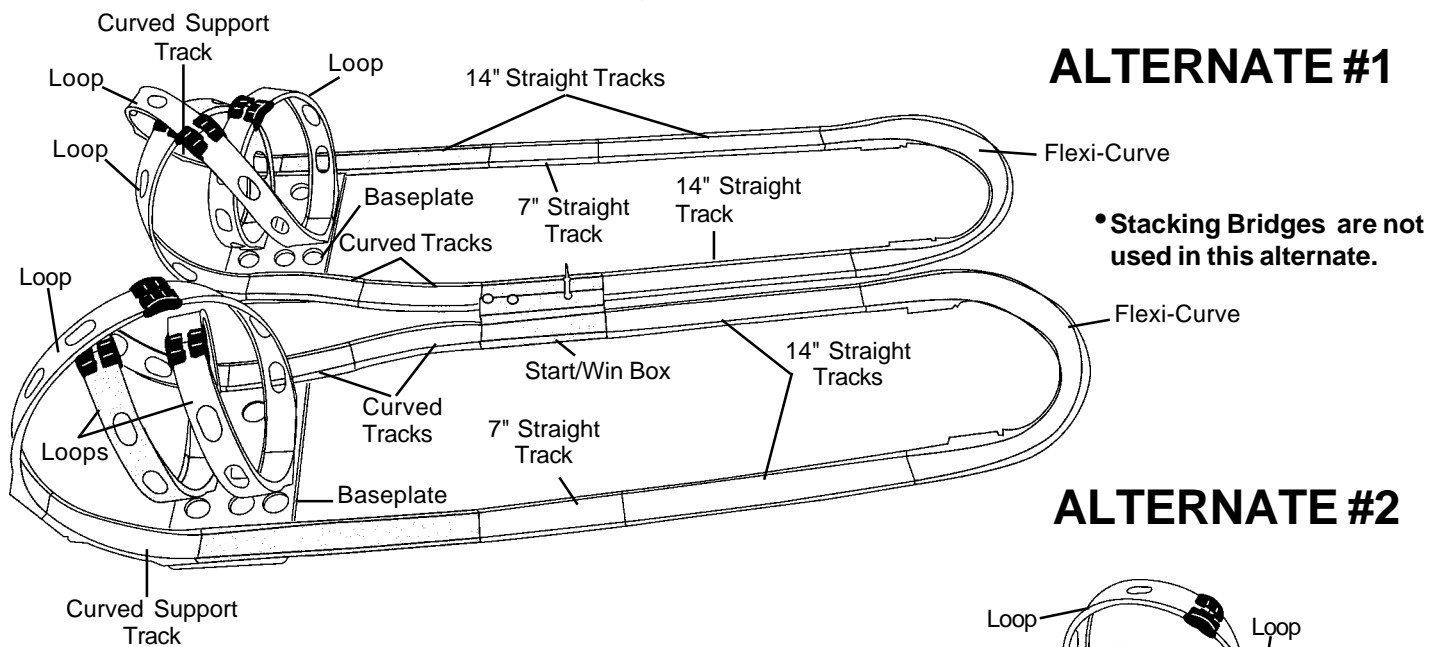 ALTERNATE #1
Curved Support
Track
Loop
Loop
14" Straight Tracks
Loop
Flexi-Curve
Baseplate
7" Straight
Track
14" Straight
Track
Curved Tracks
•Stacking Bridges are not
used in this alternate.
Loop
Flexi-Curve
Start/Win Box
14" Straight
Tracks
Curved
Tracks
7" Straight
Track
Loops
Baseplate
ALTERNATE #2
Curved Support
Track
Loop
Loop